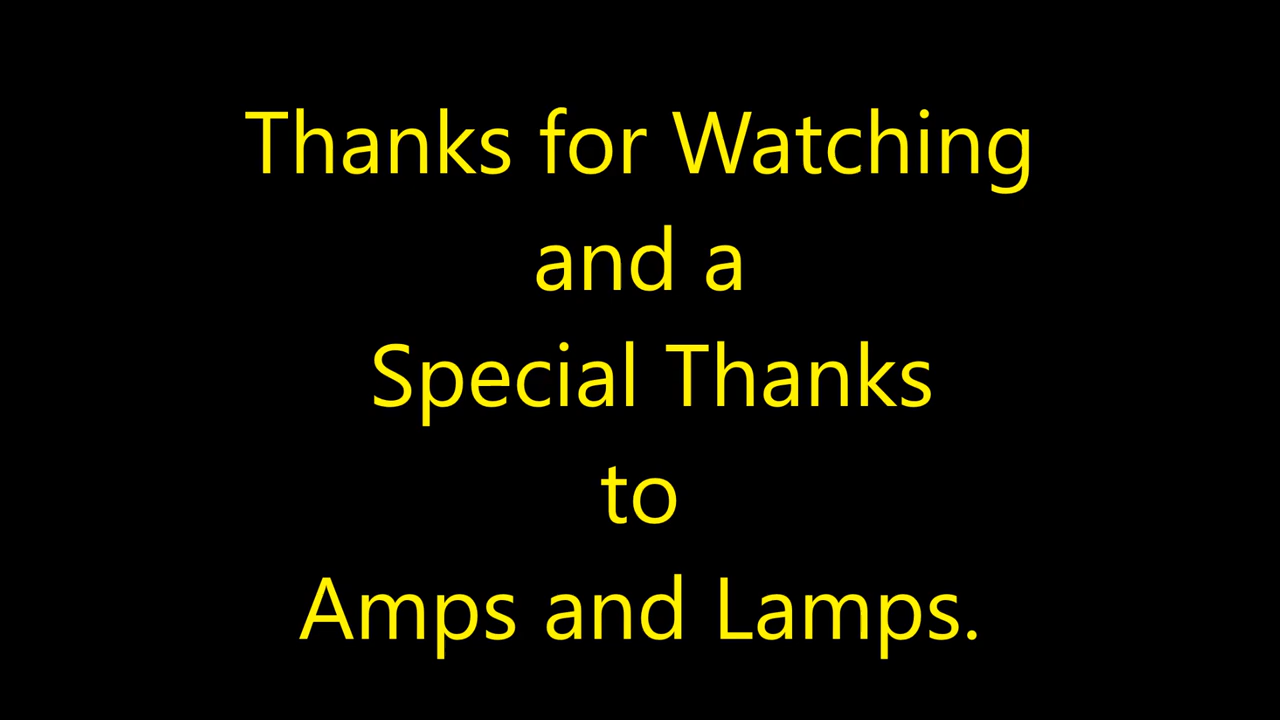 Thanks for Watching
and a
Special Thanks
to
Amps and Lamps.